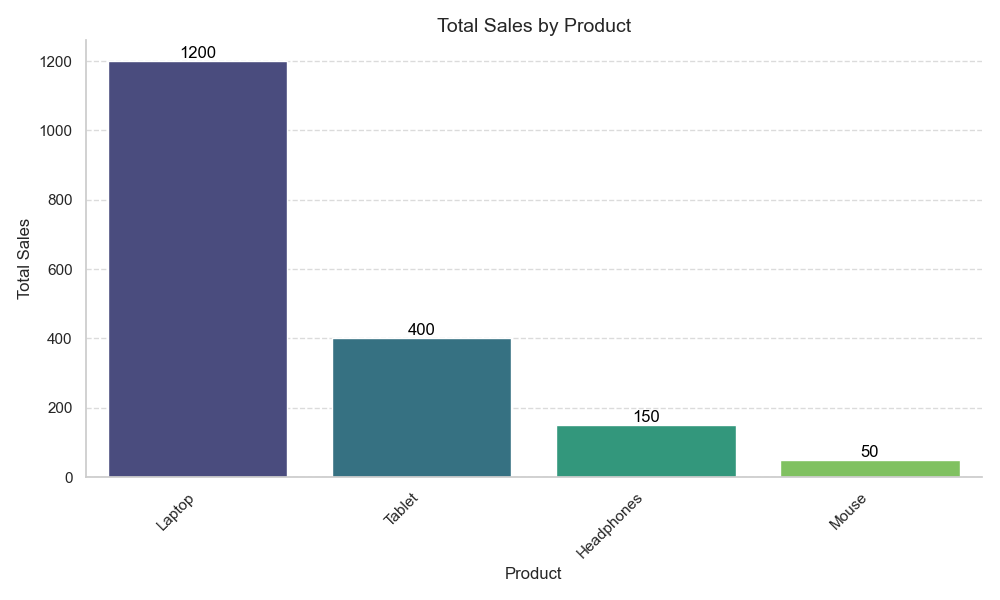 Total Sales by Product
Total Sales
1200
1000
800
600
400
200
0
1200
400
150
50
Laptop
Tablet
Headphones
Mouse
Product